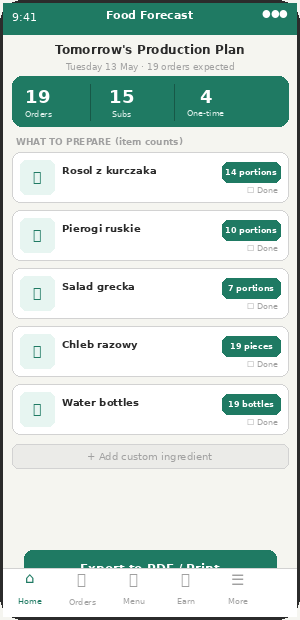 9:41
Food Forecast
Tomorrow's Production Plan
Tuesday 13 May · 19 orders expected
19 15 4
Orders Subs One-time
WHAT TO PREPARE (item counts)
Rosol z kurczaka 14 portions
☐ Done
Pierogi ruskie 10 portions
☐ Done
Salad grecka 7 portions
☐ Done
Chleb razowy 19 pieces
☐ Done
Water bottles 19 bottles
☐ Done
+ Add custom ingredient
Export to PDF / Print
Home Orders Menu Earn More